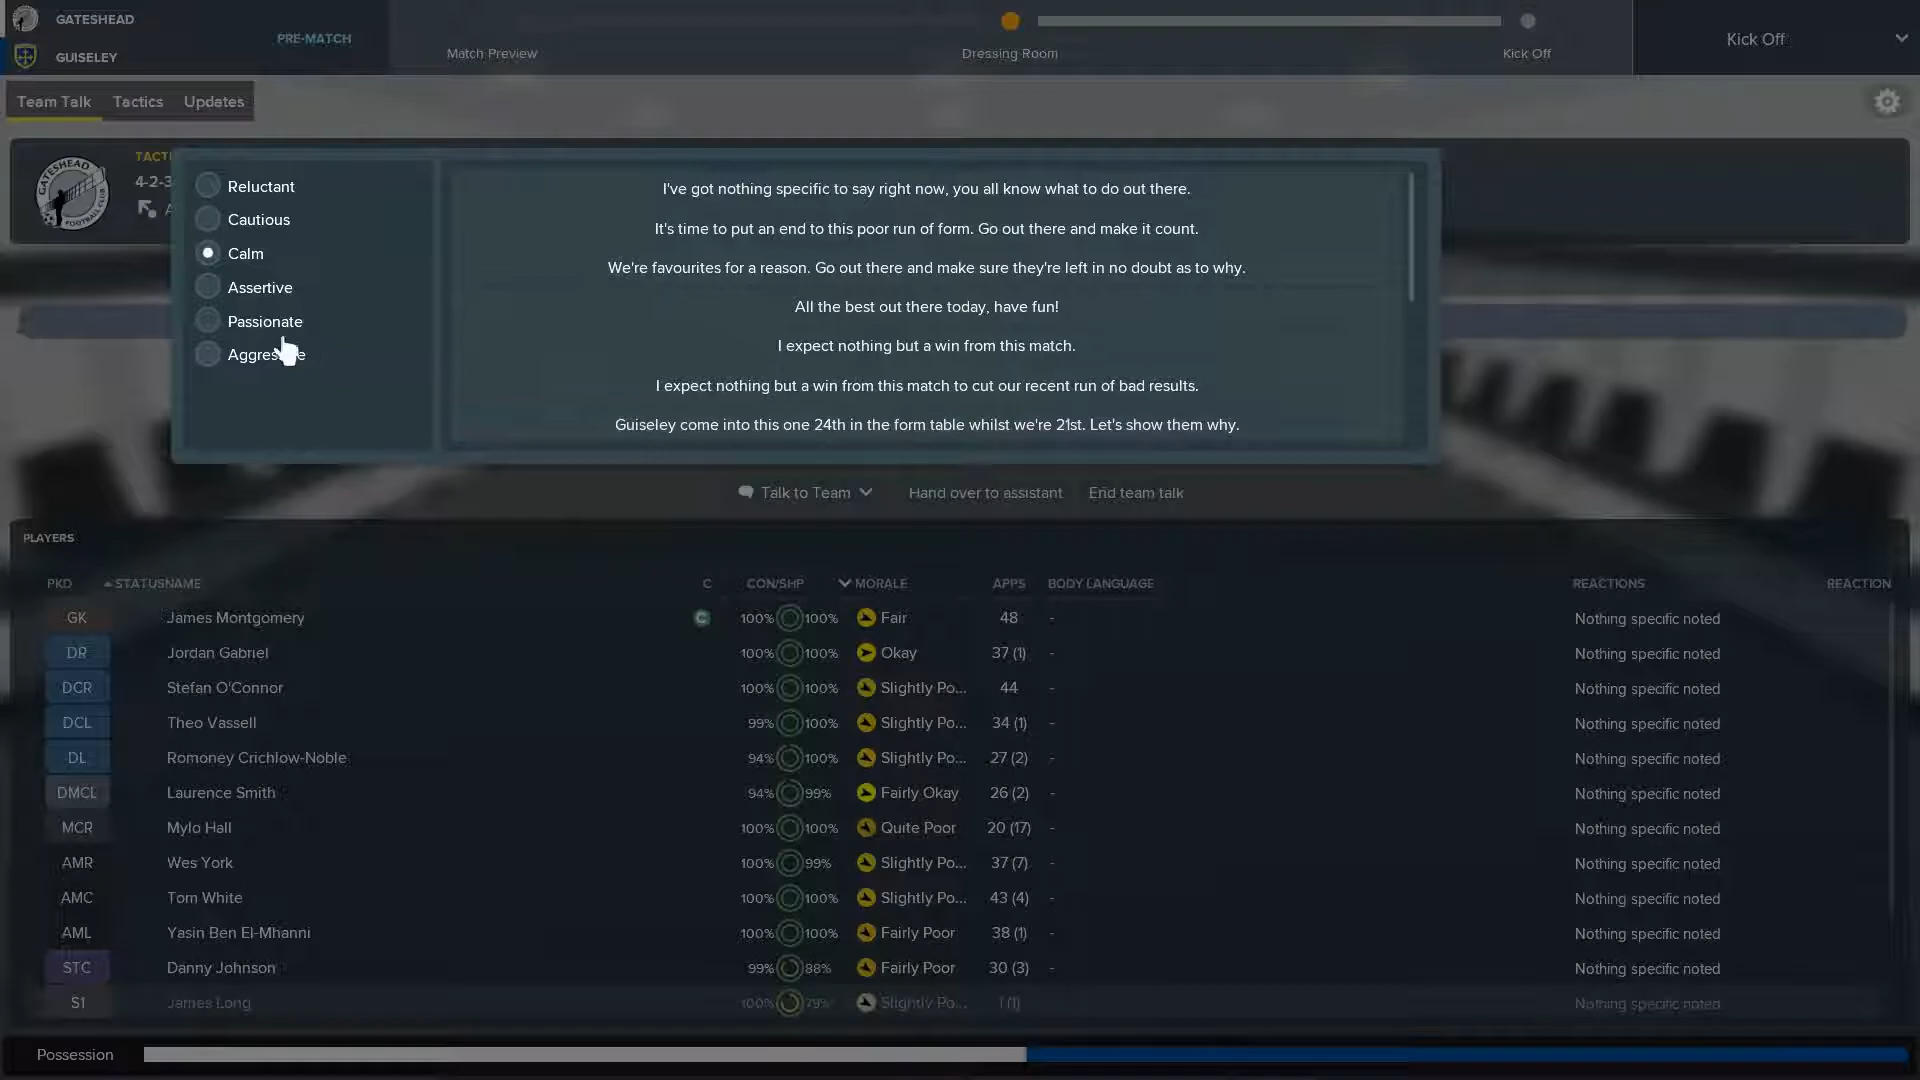 GATESHEAD
GUISELEY
PRE-MATCH
Match Preview
Dressing Room
Kick Off
Kick Off
Team Talk
Tactics
Updates
GATESHEAD
FOOTBALL CLUB
TACTI
4-2-3
Reluctant
Cautious
Calm
Assertive
Passionate
I've got nothing specific to say right now, you all know what to do out there.
It's time to put an end to this poor run of form. Go out there and make it count.
We're favourites for a reason. Go out there and make sure they're left in no doubt as to why.
All the best out there today, have fun!
I expect nothing but a win from this match.
I expect nothing but a win from this match to cut our recent run of bad results.
Guiseley come into this one 24th in the form table whilst we're 21st. Let's show them why.
Talk to Team
Hand over to assistant
End team talk
PLAYERS
PKD STATUS NAME C CON/SHP MORALE APPS BODY LANGUAGE REACTIONS REACTION
GK James Montgomery C 100% 100% Fair 48 - Nothing specific noted
DR Jordan Gabriel 100% 100% Okay 37 (1) - Nothing specific noted
DCR Stefan O'Connor 100% 100% Slightly Po... 44 - Nothing specific noted
DCL Theo Vassell 99% 100% Slightly Po... 34 (1) - Nothing specific noted
DL Romoney Crichlow-Noble 94% 100% Slightly Po... 27 (2) - Nothing specific noted
DMCL Laurence Smith 94% 99% Fairly Okay 26 (2) - Nothing specific noted
MCR Mylo Hall 100% 100% Quite Poor 20 (17) - Nothing specific noted
AMR Wes York 100% 99% Slightly Po... 37 (7) - Nothing specific noted
AMC Tom White 100% 100% Slightly Po... 43 (4) - Nothing specific noted
AML Yasin Ben El-Mhanni 100% 100% Fairly Poor 38 (1) - Nothing specific noted
STC Danny Johnson 99% 88% Fairly Poor 30 (3) - Nothing specific noted
S1 James Long 100% 79% Slightly Po... 1 (1) Nothing specific noted
Possession